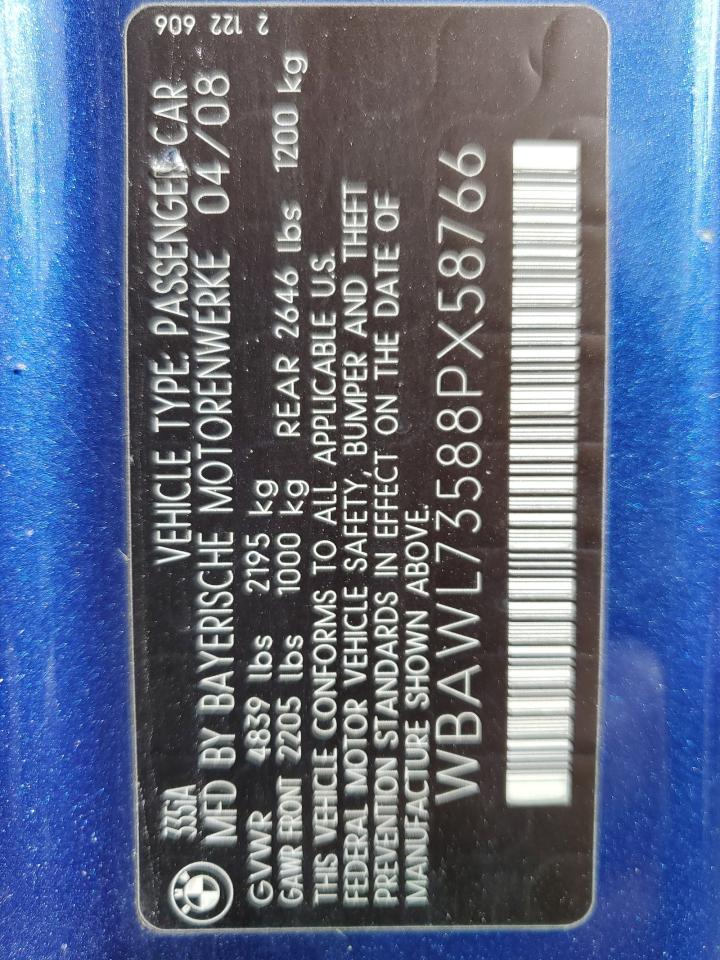 335iA VEHICLE TYPE: PASSENGER CAR
MFD BY BAYERISCHE MOTORENWERKE 04/08
GVWR 4839 lbs 2195 kg
GAWR FRONT 2205 lbs 1000 kg REAR 2646 lbs 1200 kg
THIS VEHICLE CONFORMS TO ALL APPLICABLE U.S.
FEDERAL MOTOR VEHICLE SAFETY, BUMPER AND THEFT
PREVENTION STANDARDS IN EFFECT ON THE DATE OF
MANUFACTURE SHOWN ABOVE.
WBAWL73588PX58766
2 122 606